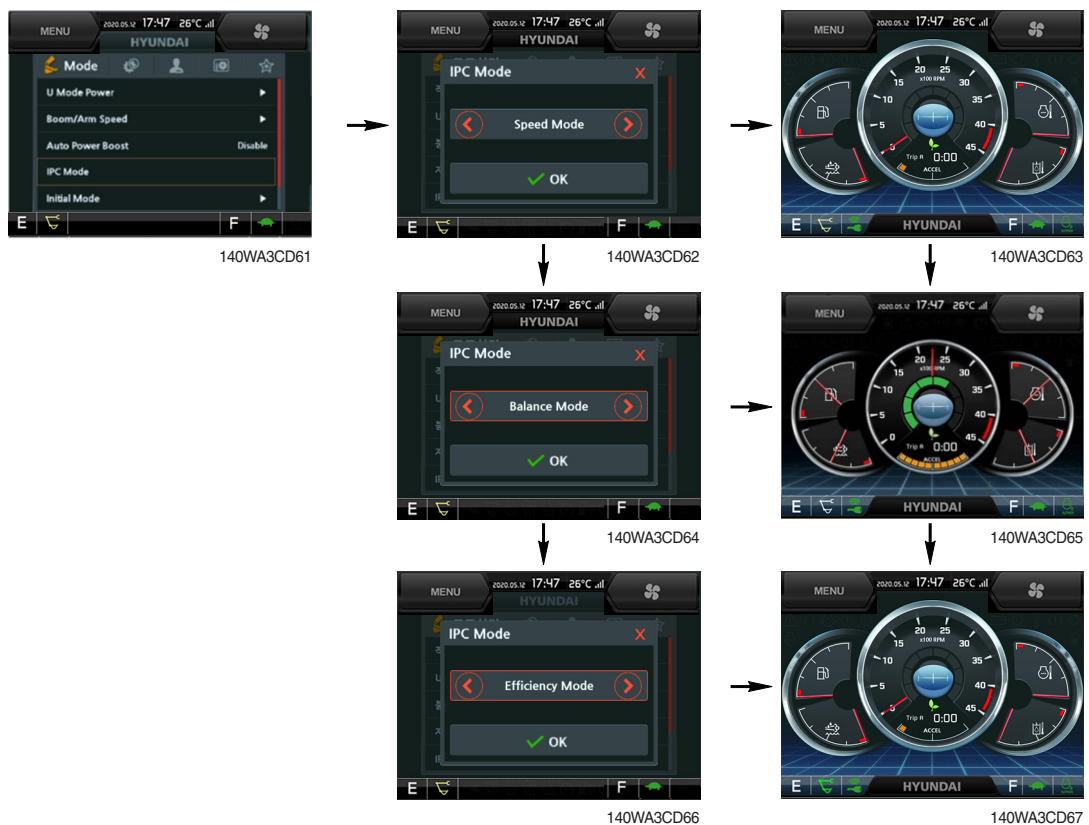 MENU
2020.05.12 17:47 26°C
HYUNDAI
Mode
U Mode Power
Boom/Arm Speed
Auto Power Boost Disable
IPC Mode
Initial Mode
E F
140WA3CD61
MENU
2020.05.12 17:47 26°C
HYUNDAI
IPC Mode X
Speed Mode
OK
E F
140WA3CD62
MENU
2020.05.12 17:47 26°C
0 5 10 15 20 25 30 35 40 45
x100 RPM
Trip A 0:00
ACCEL
E HYUNDAI F
140WA3CD63
MENU
2020.05.12 17:47 26°C
HYUNDAI
IPC Mode X
Balance Mode
OK
E F
140WA3CD64
MENU
2020.05.12 17:47 26°C
0 5 10 15 20 25 30 35 40 45
x100 RPM
Trip A 0:00
ACCEL
E HYUNDAI F
140WA3CD65
MENU
2020.05.12 17:47 26°C
HYUNDAI
IPC Mode X
Efficiency Mode
OK
E F
140WA3CD66
MENU
2020.05.12 17:47 26°C
0 5 10 15 20 25 30 35 40 45
x100 RPM
Trip A 0:00
ACCEL
E HYUNDAI F
140WA3CD67